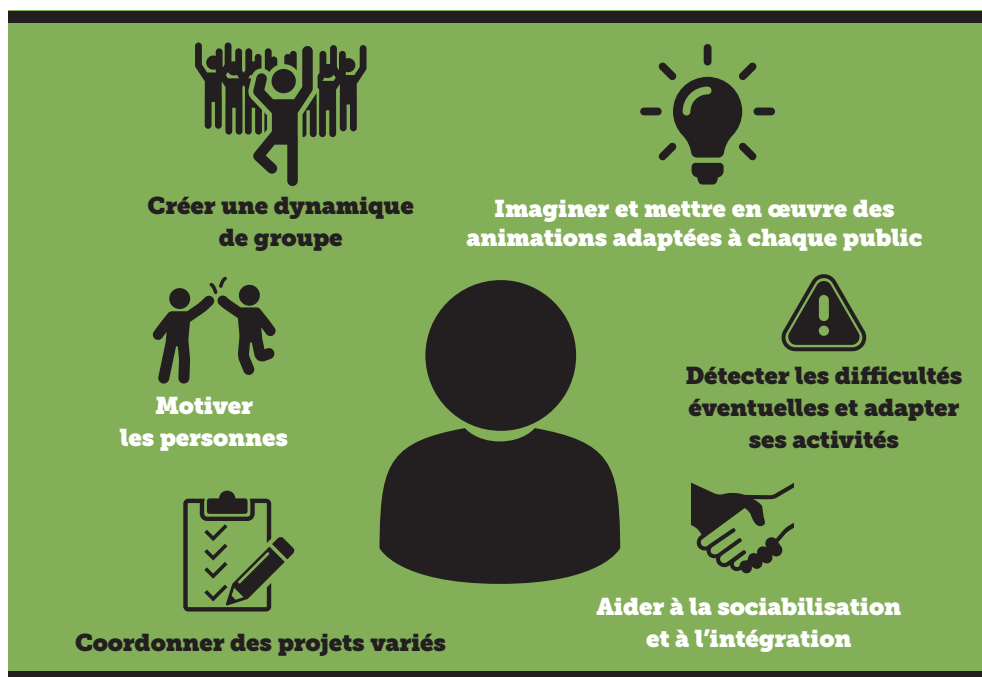 Créer une dynamique
de groupe
Imaginer et mettre en œuvre des
animations adaptées à chaque public
Motiver
les personnes
Détecter les difficultés
éventuelles et adapter
ses activités
Coordonner des projets variés
Aider à la sociabilisation
et à l’intégration